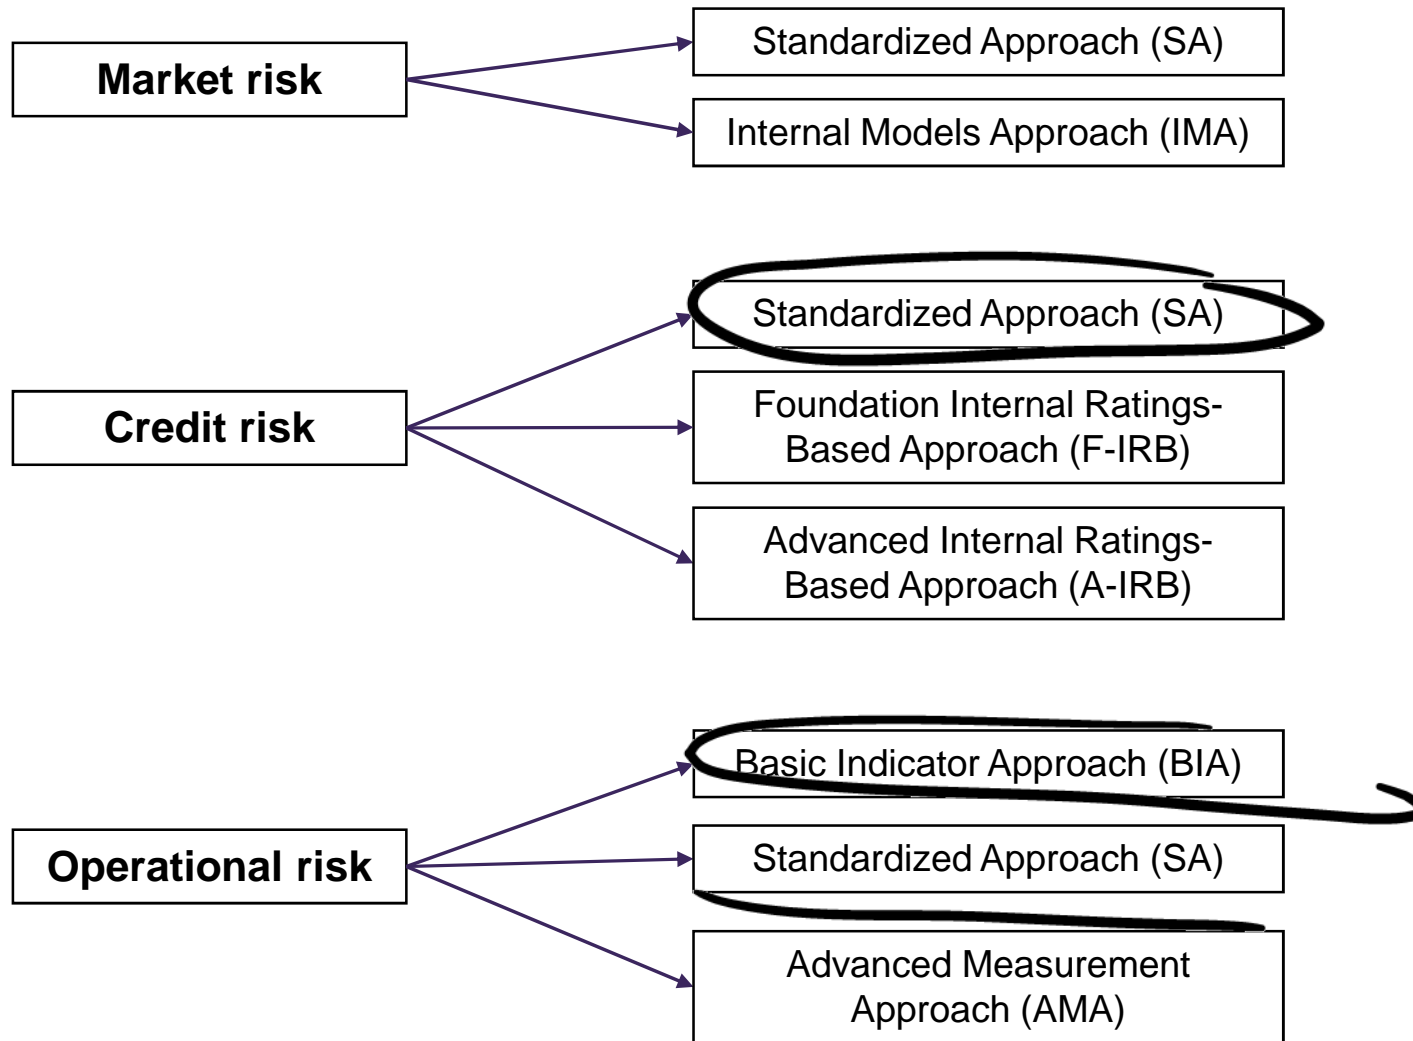 Market risk
Standardized Approach (SA)
Internal Models Approach (IMA)
Credit risk
Standardized Approach (SA)
Foundation Internal Ratings-
Based Approach (F-IRB)
Advanced Internal Ratings-
Based Approach (A-IRB)
Operational risk
Basic Indicator Approach (BIA)
Standardized Approach (SA)
Advanced Measurement
Approach (AMA)